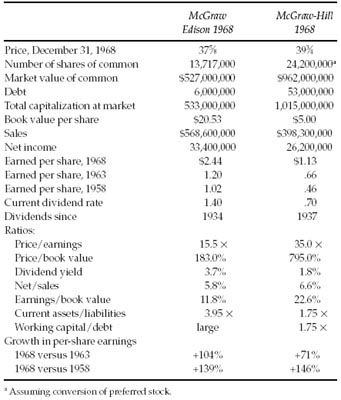 McGraw Edison 1968 McGraw-Hill 1968
Price, December 31, 1968 37⅝ 39¾
Number of shares of common 13,717,000 24,200,000ᵃ
Market value of common $527,000,000 $962,000,000
Debt 6,000,000 53,000,000
Total capitalization at market 533,000,000 1,015,000,000
Book value per share $20.53 $5.00
Sales $568,600,000 $398,300,000
Net income 33,400,000 26,200,000
Earned per share, 1968 $2.44 $1.13
Earned per share, 1963 1.20 .66
Earned per share, 1958 1.02 .46
Current dividend rate 1.40 .70
Dividends since 1934 1937
Ratios:
Price/earnings 15.5 × 35.0 ×
Price/book value 183.0% 795.0%
Dividend yield 3.7% 1.8%
Net/sales 5.8% 6.6%
Earnings/book value 11.8% 22.6%
Current assets/liabilities 3.95 × 1.75 ×
Working capital/debt large 1.75 ×
Growth in per-share earnings
1968 versus 1963 +104% +71%
1968 versus 1958 +139% +146%
ᵃ Assuming conversion of preferred stock.